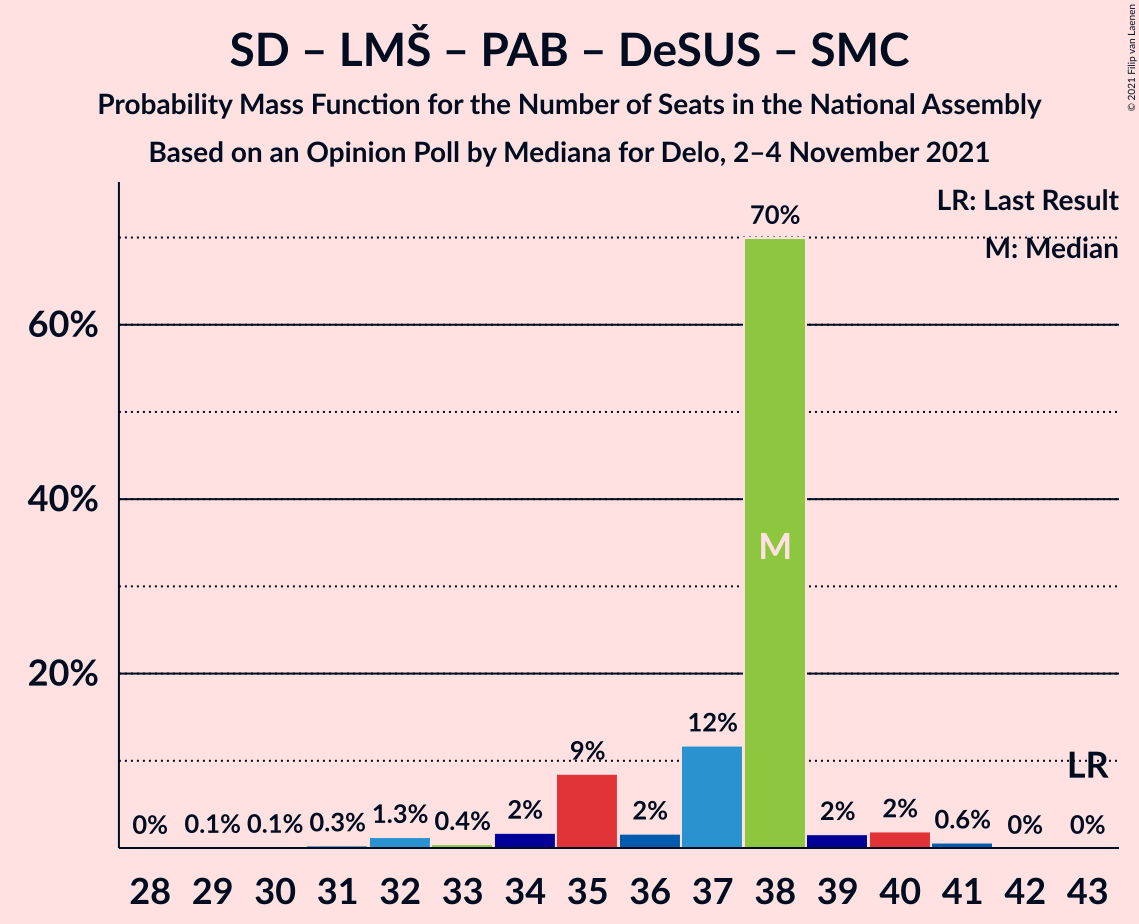 SD – LMŠ – PAB – DeSUS – SMC
Probability Mass Function for the Number of Seats in the National Assembly
Based on an Opinion Poll by Mediana for Delo, 2–4 November 2021
© 2021 Filip van Laenen
LR: Last Result
M: Median
70%
60%
40%
M
20%
12%
9%
LR
0% 0.1% 0.1% 0.3% 1.3% 0.4% 2% 2% 2% 2% 0.6% 0% 0%
28 29 30 31 32 33 34 35 36 37 38 39 40 41 42 43